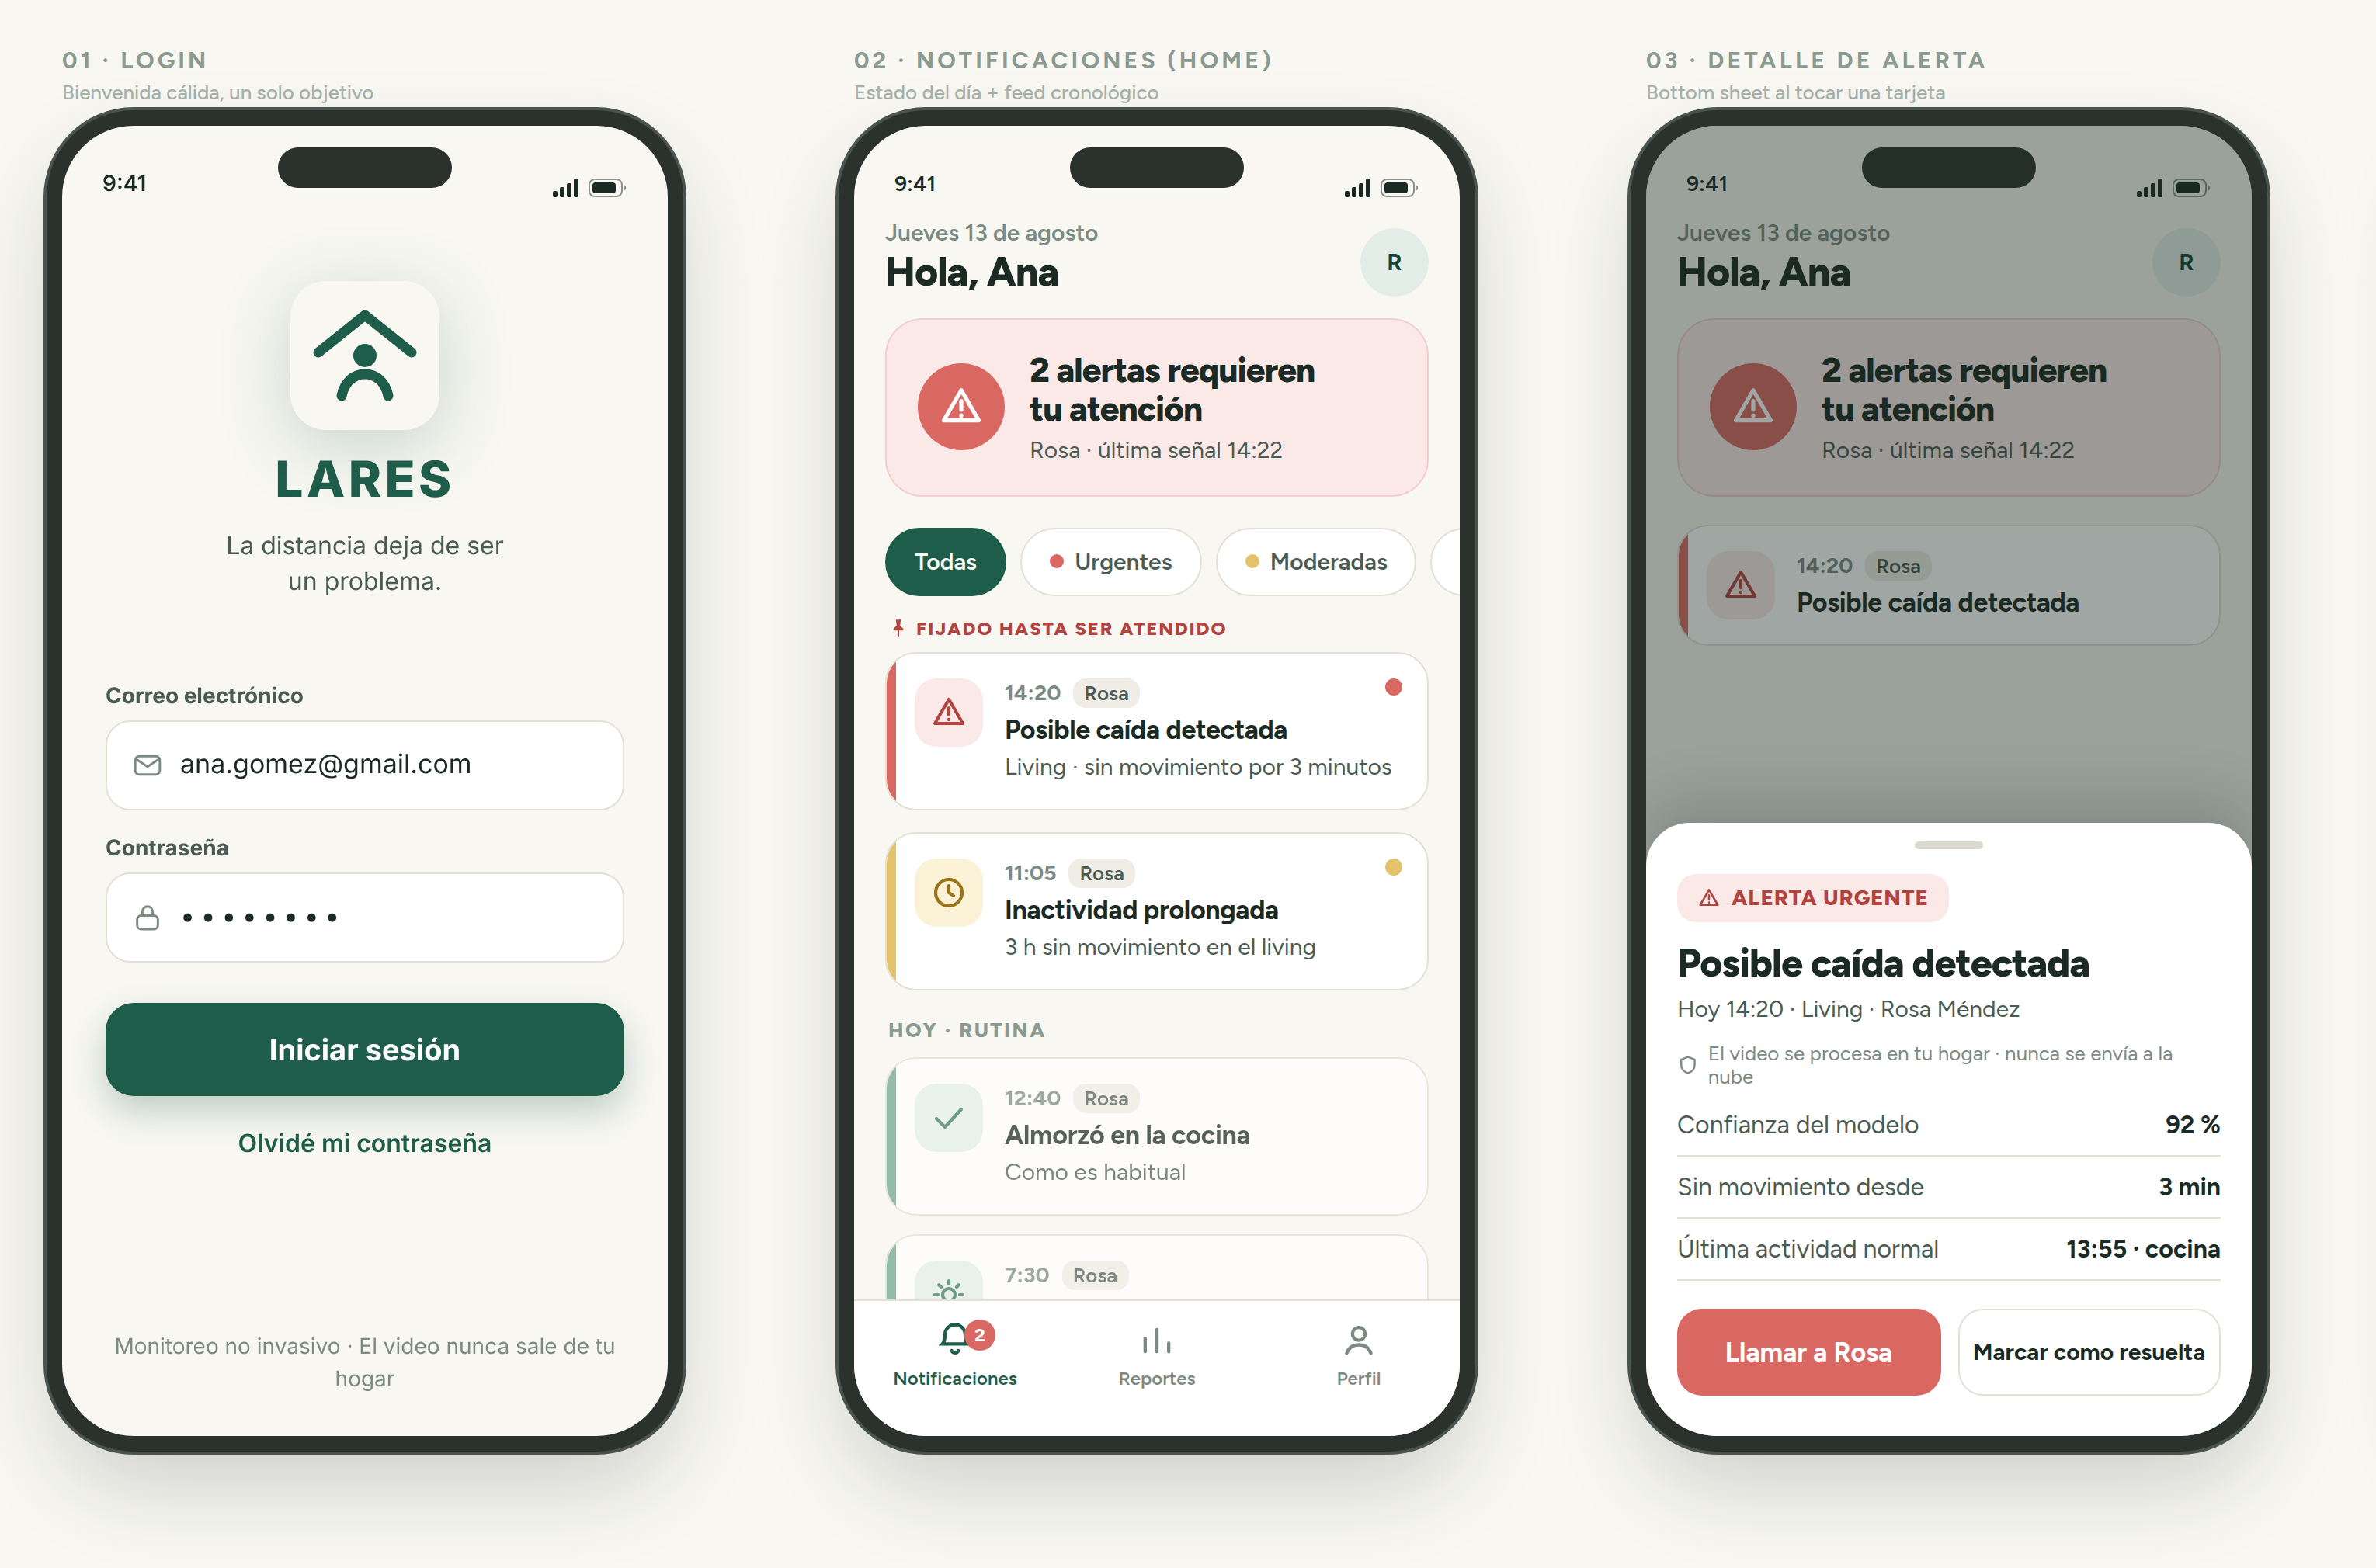 01 · LOGIN
Bienvenida cálida, un solo objetivo
9:41
LARES
La distancia deja de ser
un problema.
Correo electrónico
ana.gomez@gmail.com
Contraseña
••••••••
Iniciar sesión
Olvidé mi contraseña
Monitoreo no invasivo · El video nunca sale de tu
hogar
02 · NOTIFICACIONES (HOME)
Estado del día + feed cronológico
9:41
Jueves 13 de agosto
Hola, Ana
R
2 alertas requieren
tu atención
Rosa · última señal 14:22
Todas
Urgentes
Moderadas
FIJADO HASTA SER ATENDIDO
14:20 Rosa
Posible caída detectada
Living · sin movimiento por 3 minutos
11:05 Rosa
Inactividad prolongada
3 h sin movimiento en el living
HOY · RUTINA
12:40 Rosa
Almorzó en la cocina
Como es habitual
7:30 Rosa
2
Notificaciones
Reportes
Perfil
03 · DETALLE DE ALERTA
Bottom sheet al tocar una tarjeta
9:41
Jueves 13 de agosto
Hola, Ana
R
2 alertas requieren
tu atención
Rosa · última señal 14:22
14:20 Rosa
Posible caída detectada
ALERTA URGENTE
Posible caída detectada
Hoy 14:20 · Living · Rosa Méndez
El video se procesa en tu hogar · nunca se envía a la
nube
Confianza del modelo 92 %
Sin movimiento desde 3 min
Última actividad normal 13:55 · cocina
Llamar a Rosa
Marcar como resuelta